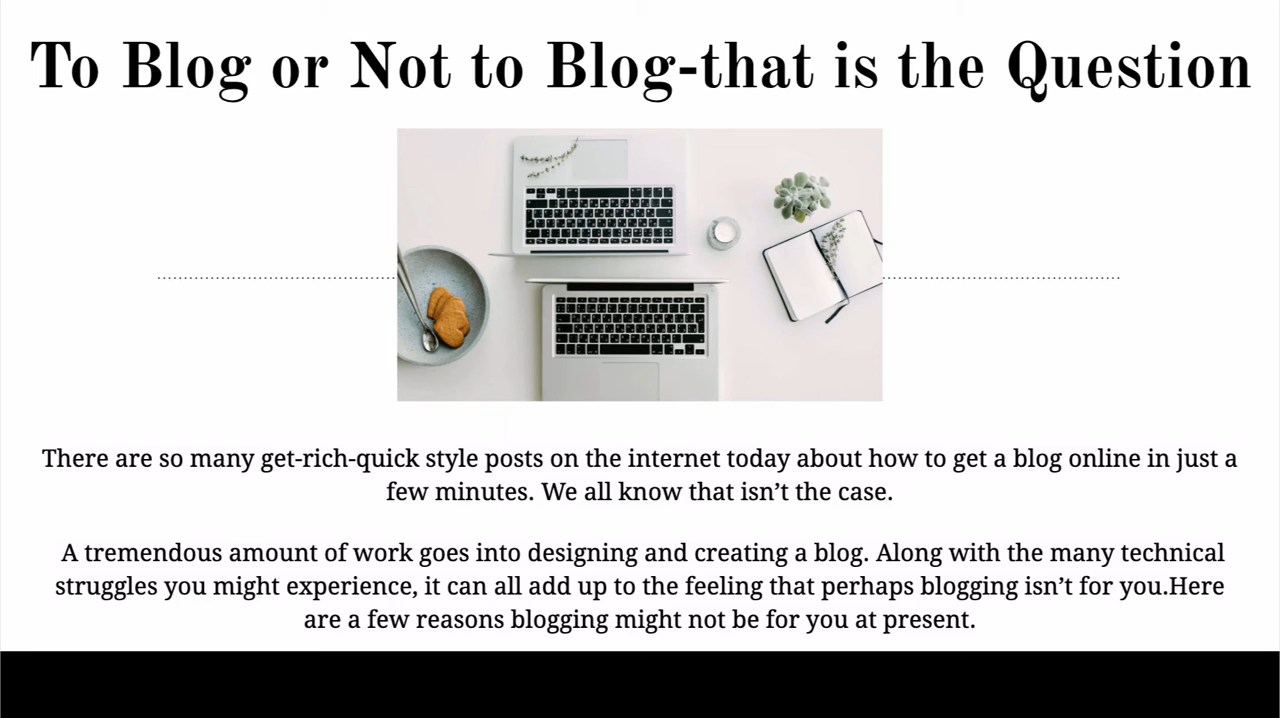 To Blog or Not to Blog-that is the Question
There are so many get-rich-quick style posts on the internet today about how to get a blog online in just a
few minutes. We all know that isn’t the case.
A tremendous amount of work goes into designing and creating a blog. Along with the many technical
struggles you might experience, it can all add up to the feeling that perhaps blogging isn’t for you.Here
are a few reasons blogging might not be for you at present.